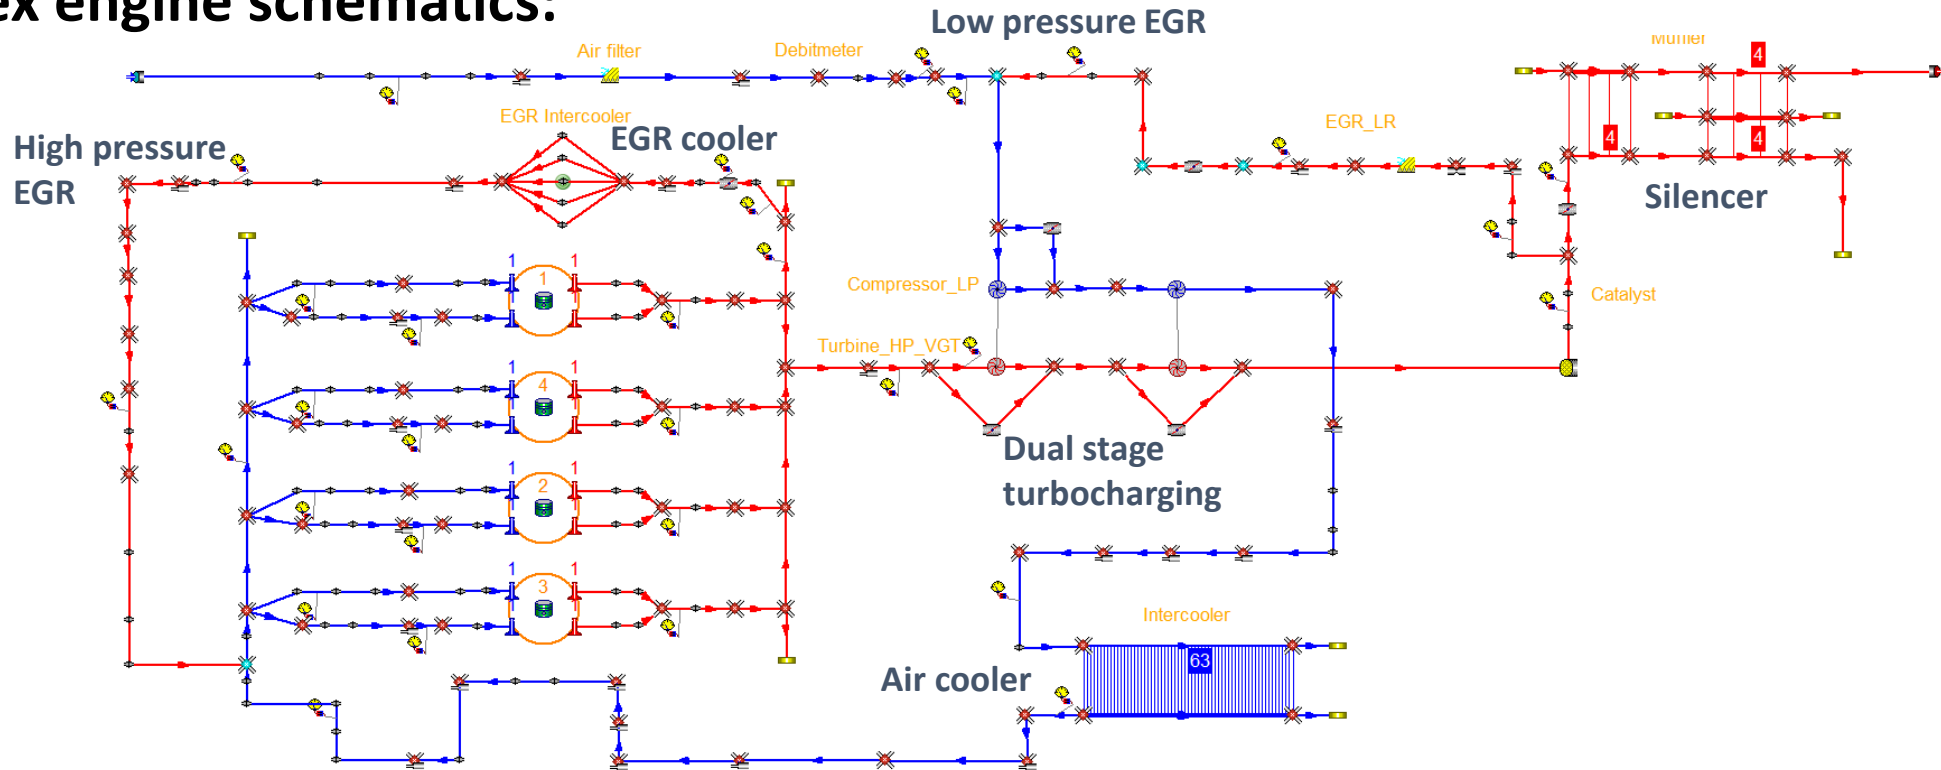 ex engine schematics:
Low pressure EGR
Air filter
Debitmeter
Muffler
4
EGR Intercooler
EGR cooler
EGR_LR
4
4
High pressure
EGR
Silencer
1
1
1
Compressor_LP
Catalyst
Turbine_HP_VGT
1
1
4
Dual stage
turbocharging
1
1
2
1
1
3
Intercooler
63
Air cooler